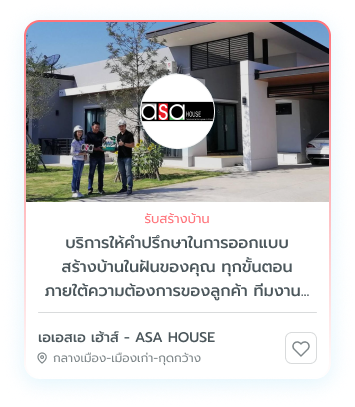 asa HOUSE
รับสร้างบ้าน
บริการให้คำปรึกษาในการออกแบบ
สร้างบ้านในฝันของคุณ ทุกขั้นตอน
ภายใต้ความต้องการของลูกค้า ทีมงาน...
เอเอสเอ เฮ้าส์ - ASA HOUSE
กลางเมือง-เมืองเก่า-กุดกว้าง